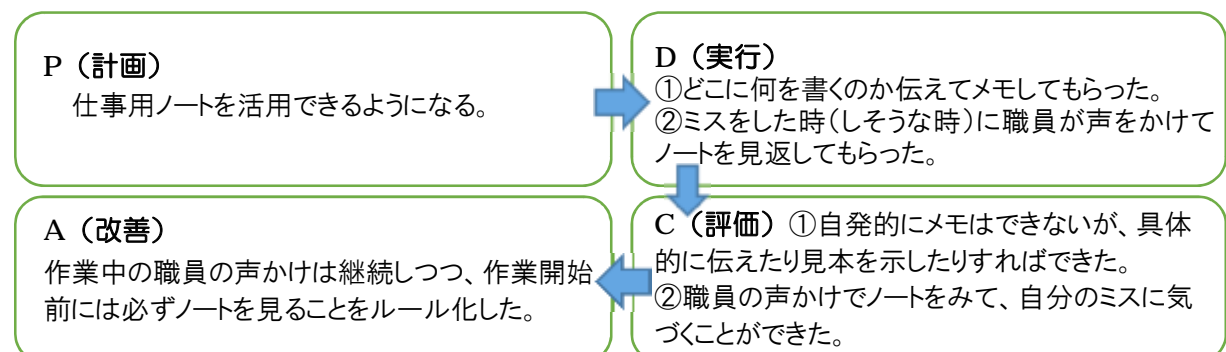 P（計画）
仕事用ノートを活用できるようになる。
D（実行）
①どこに何を書くのか伝えてメモしてもらった。
②ミスをした時（しそうな時）に職員が声をかけて
ノートを見返してもらった。
C（評価）①自発的にメモはできないが、具体
的に伝えたり見本を示したりすればできた。
②職員の声かけでノートをみて、自分のミスに気
づくことができた。
A（改善）
作業中の職員の声かけは継続しつつ、作業開始
前には必ずノートを見ることをルール化した。